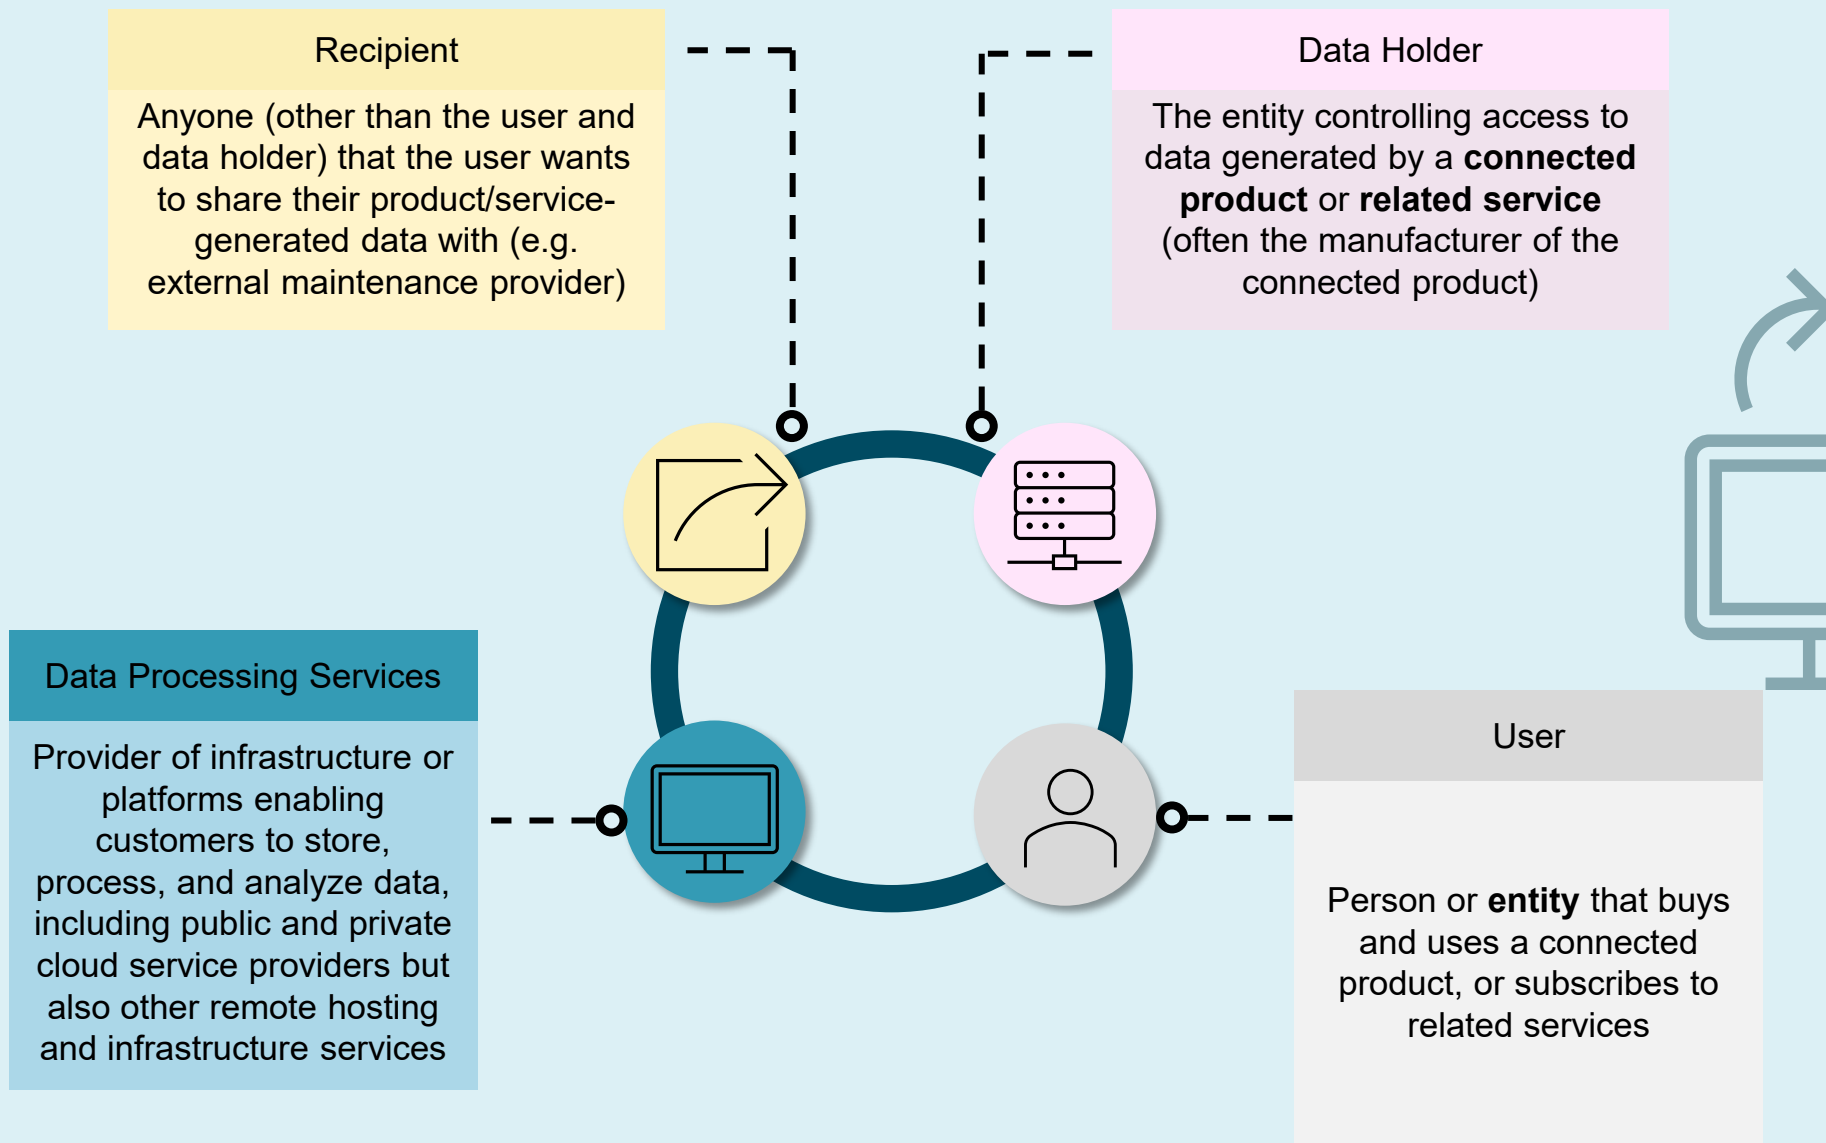 Recipient
Anyone (other than the user and
data holder) that the user wants
to share their product/service-
generated data with (e.g.
external maintenance provider)
Data Holder
The entity controlling access to
data generated by a connected
product or related service
(often the manufacturer of the
connected product)
Data Processing Services
Provider of infrastructure or
platforms enabling
customers to store,
process, and analyze data,
including public and private
cloud service providers but
also other remote hosting
and infrastructure services
User
Person or entity that buys
and uses a connected
product, or subscribes to
related services